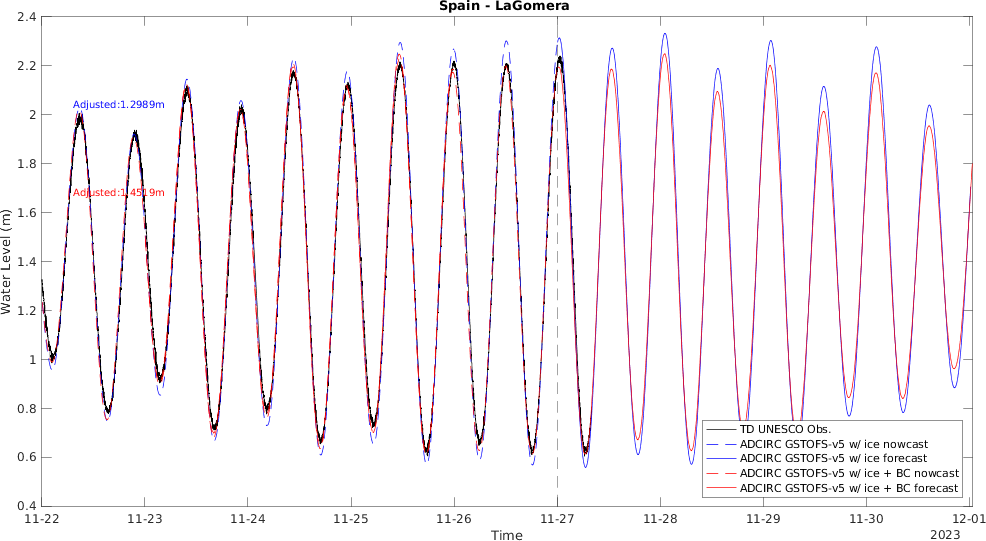 Spain - LaGomera
2.4
2.2
2
1.8
1.6
1.4
1.2
1
0.8
0.6
0.4
Water Level (m)
Adjusted:1.2989m
Adjusted:1.4519m
TD UNESCO Obs.
ADCIRC GSTOFS-v5 w/ ice nowcast
ADCIRC GSTOFS-v5 w/ ice forecast
ADCIRC GSTOFS-v5 w/ ice + BC nowcast
ADCIRC GSTOFS-v5 w/ ice + BC forecast
11-22 11-23 11-24 11-25 11-26 11-27 11-28 11-29 11-30 12-01
Time
2023